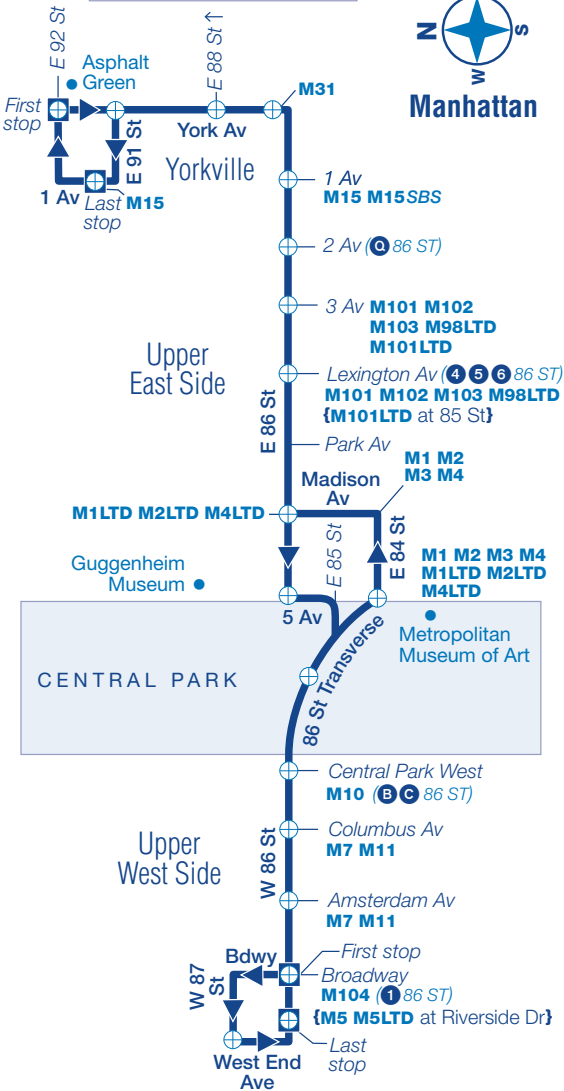 N
S
W
Manhattan
E 92 St
Asphalt
Green
E 88 St ↑
M31
First
stop
York Av
E 91 St
Yorkville
1 Av
Last
stop
M15
1 Av
M15 M15SBS
2 Av (Q 86 ST)
3 Av M101 M102
M103 M98LTD
M101LTD
Upper
East Side
Lexington Av (4 5 6 86 ST)
M101 M102 M103 M98LTD
{M101LTD at 85 St}
E 86 St
Park Av
M1 M2
M3 M4
Madison
Av
M1LTD M2LTD M4LTD
E 85 St
E 84 St
M1 M2 M3 M4
M1LTD M2LTD
M4LTD
Guggenheim
Museum
5 Av
Metropolitan
Museum of Art
CENTRAL PARK
86 St Transverse
Central Park West
M10 (B C 86 ST)
Upper
West Side
W 86 St
Columbus Av
M7 M11
Amsterdam Av
M7 M11
First stop
Bdwy
Broadway
M104 (1 86 ST)
{M5 M5LTD at Riverside Dr}
W 87
St
Last
stop
West End
Ave